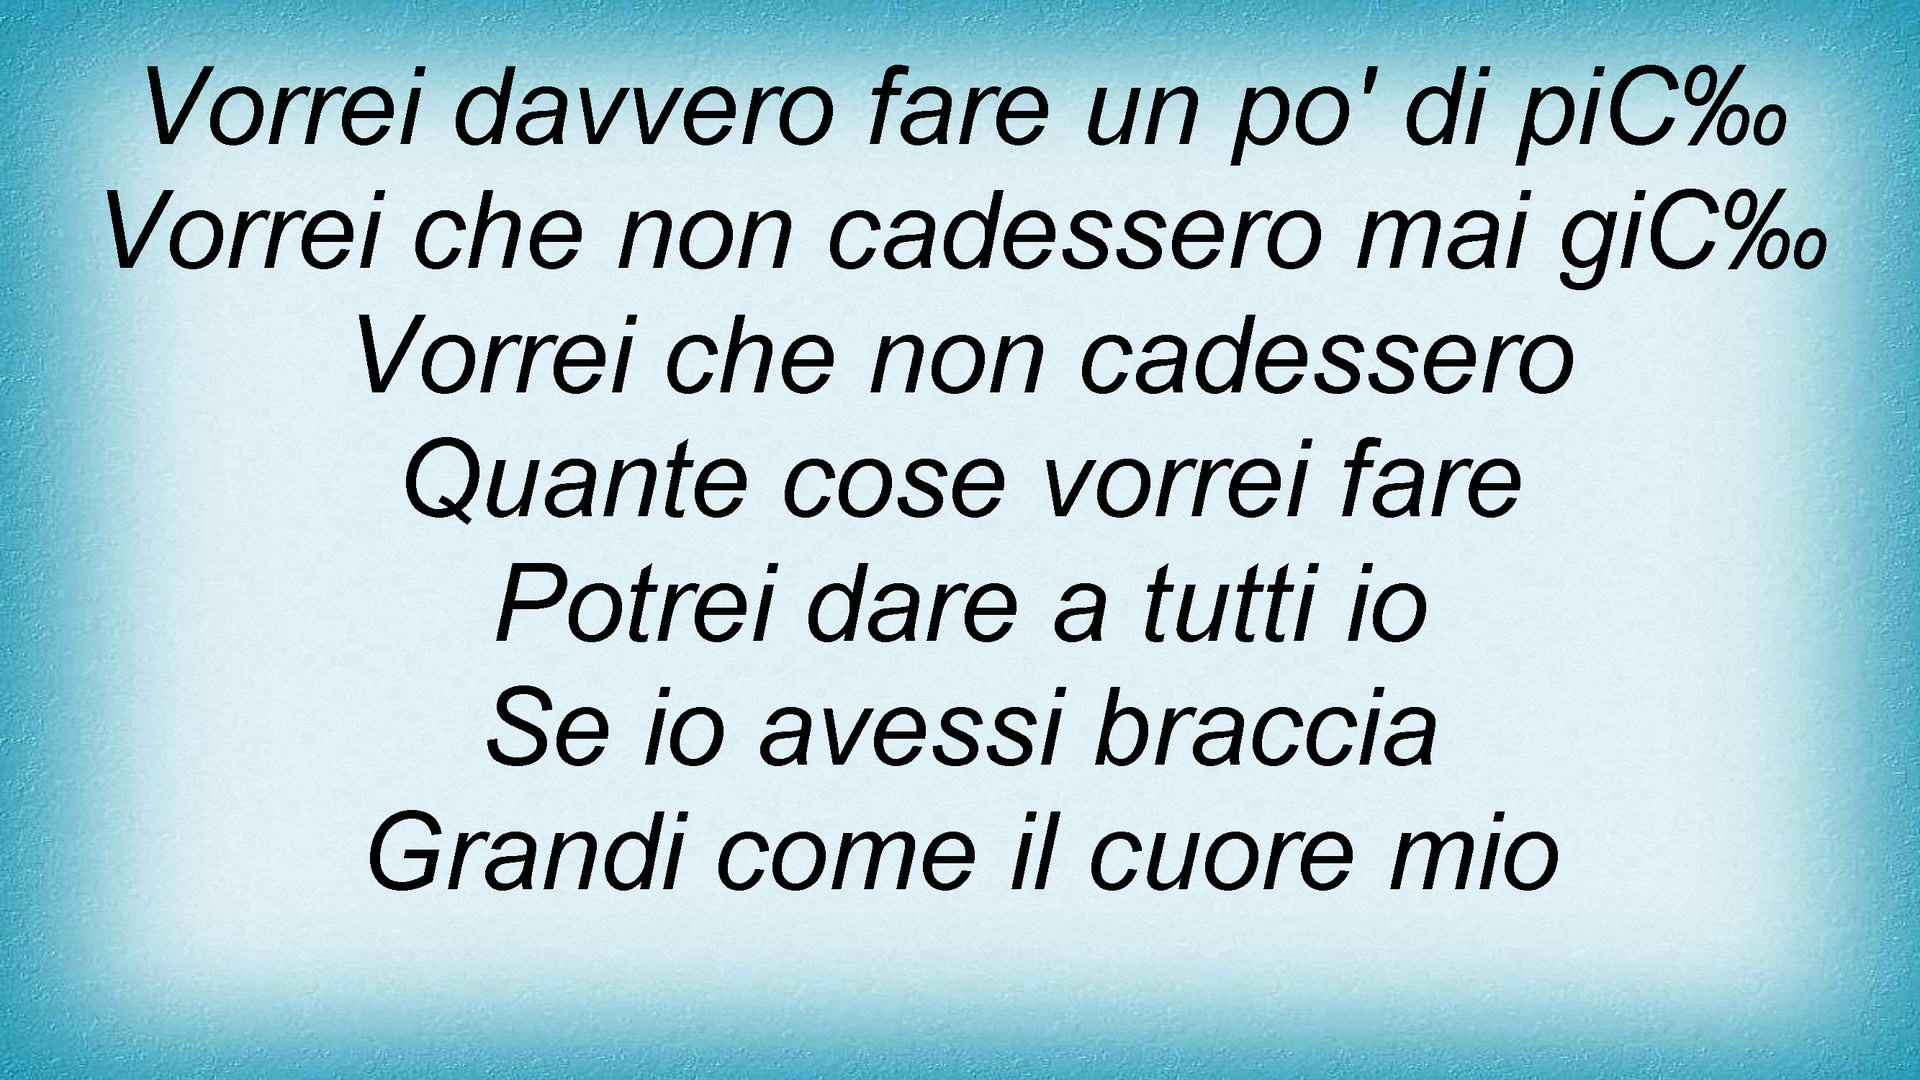 Vorrei davvero fare un po' di piC‰
Vorrei che non cadessero mai giC‰
Vorrei che non cadessero
Quante cose vorrei fare
Potrei dare a tutti io
Se io avessi braccia
Grandi come il cuore mio